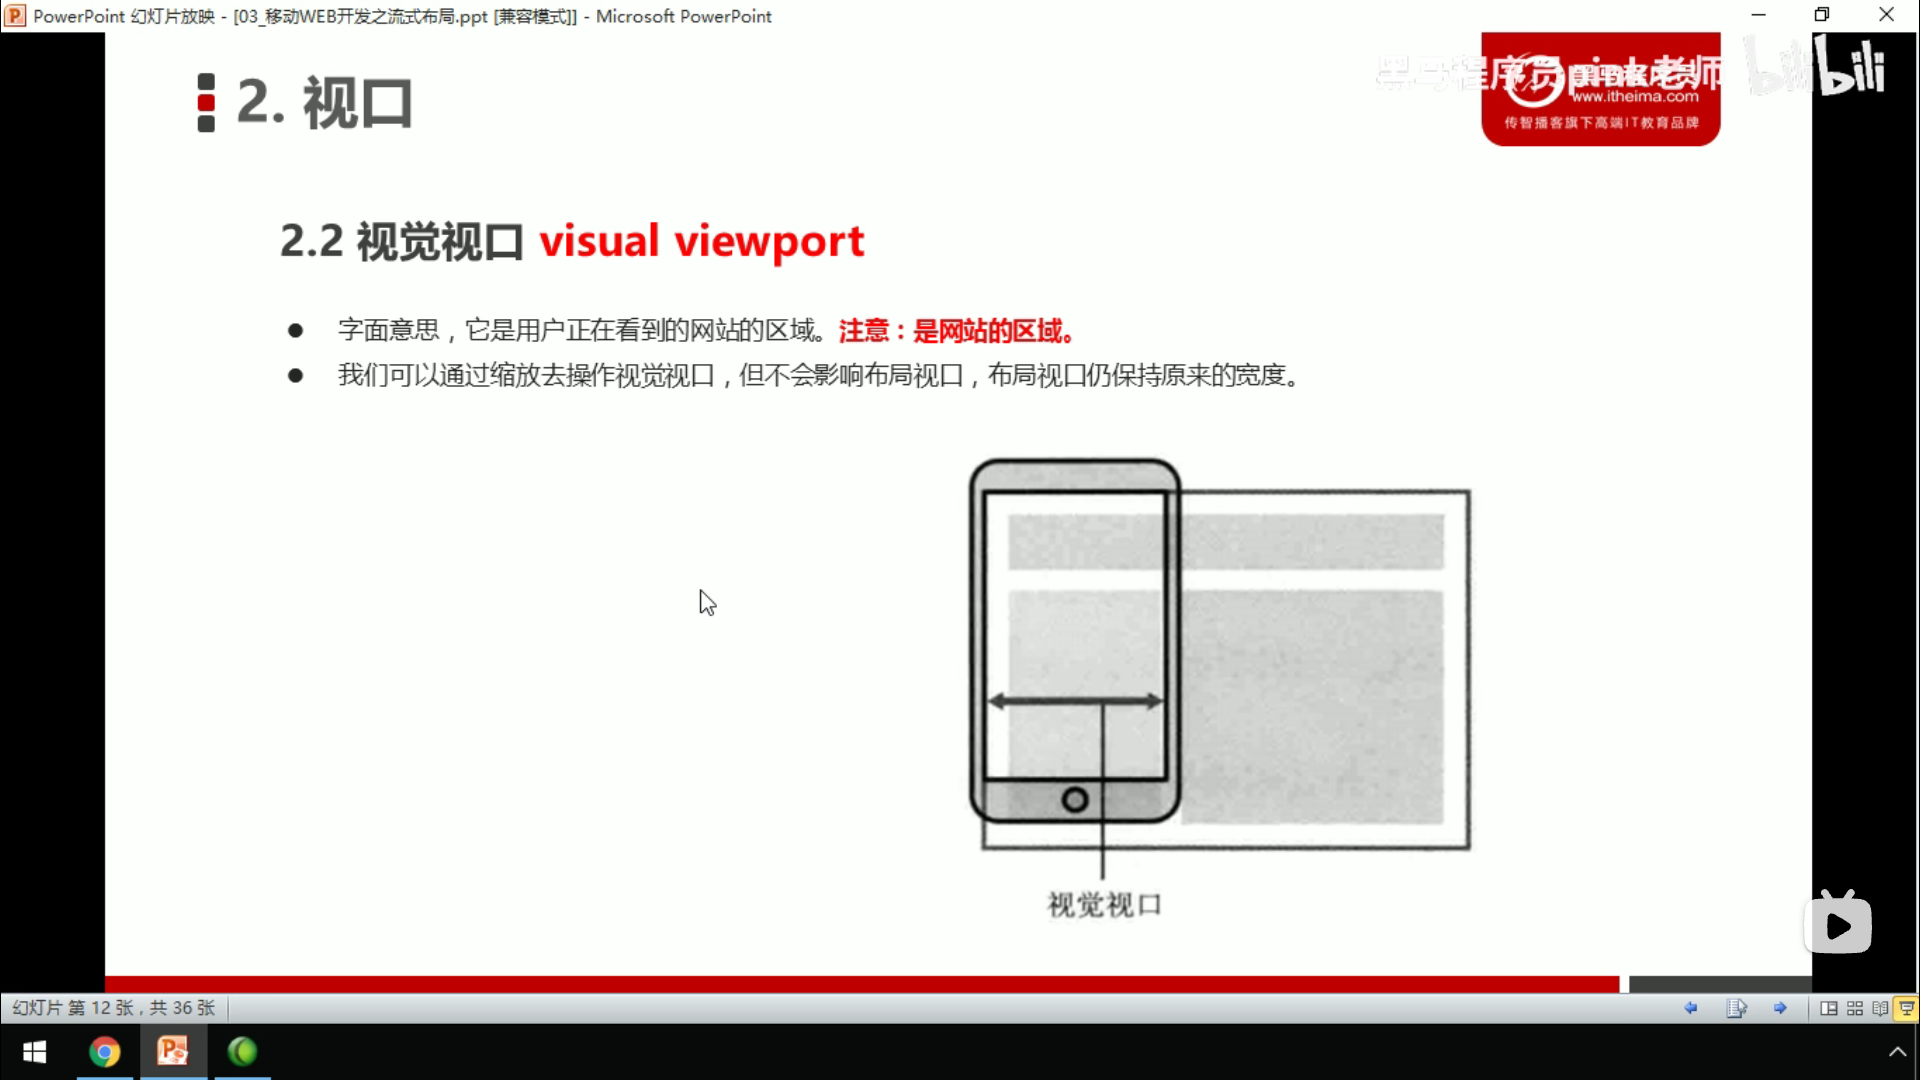 PowerPoint 幻灯片放映 - [03_移动WEB开发之流式布局.ppt [兼容模式]] - Microsoft PowerPoint
2. 视口
黑马程序员pink老师
bilibili
www.itheima.com
传智播客旗下高端IT教育品牌
2.2 视觉视口 visual viewport
● 字面意思，它是用户正在看到的网站的区域。注意：是网站的区域。
● 我们可以通过缩放去操作视觉视口，但不会影响布局视口，布局视口仍保持原来的宽度。
视觉视口
幻灯片 第 12 张，共 36 张